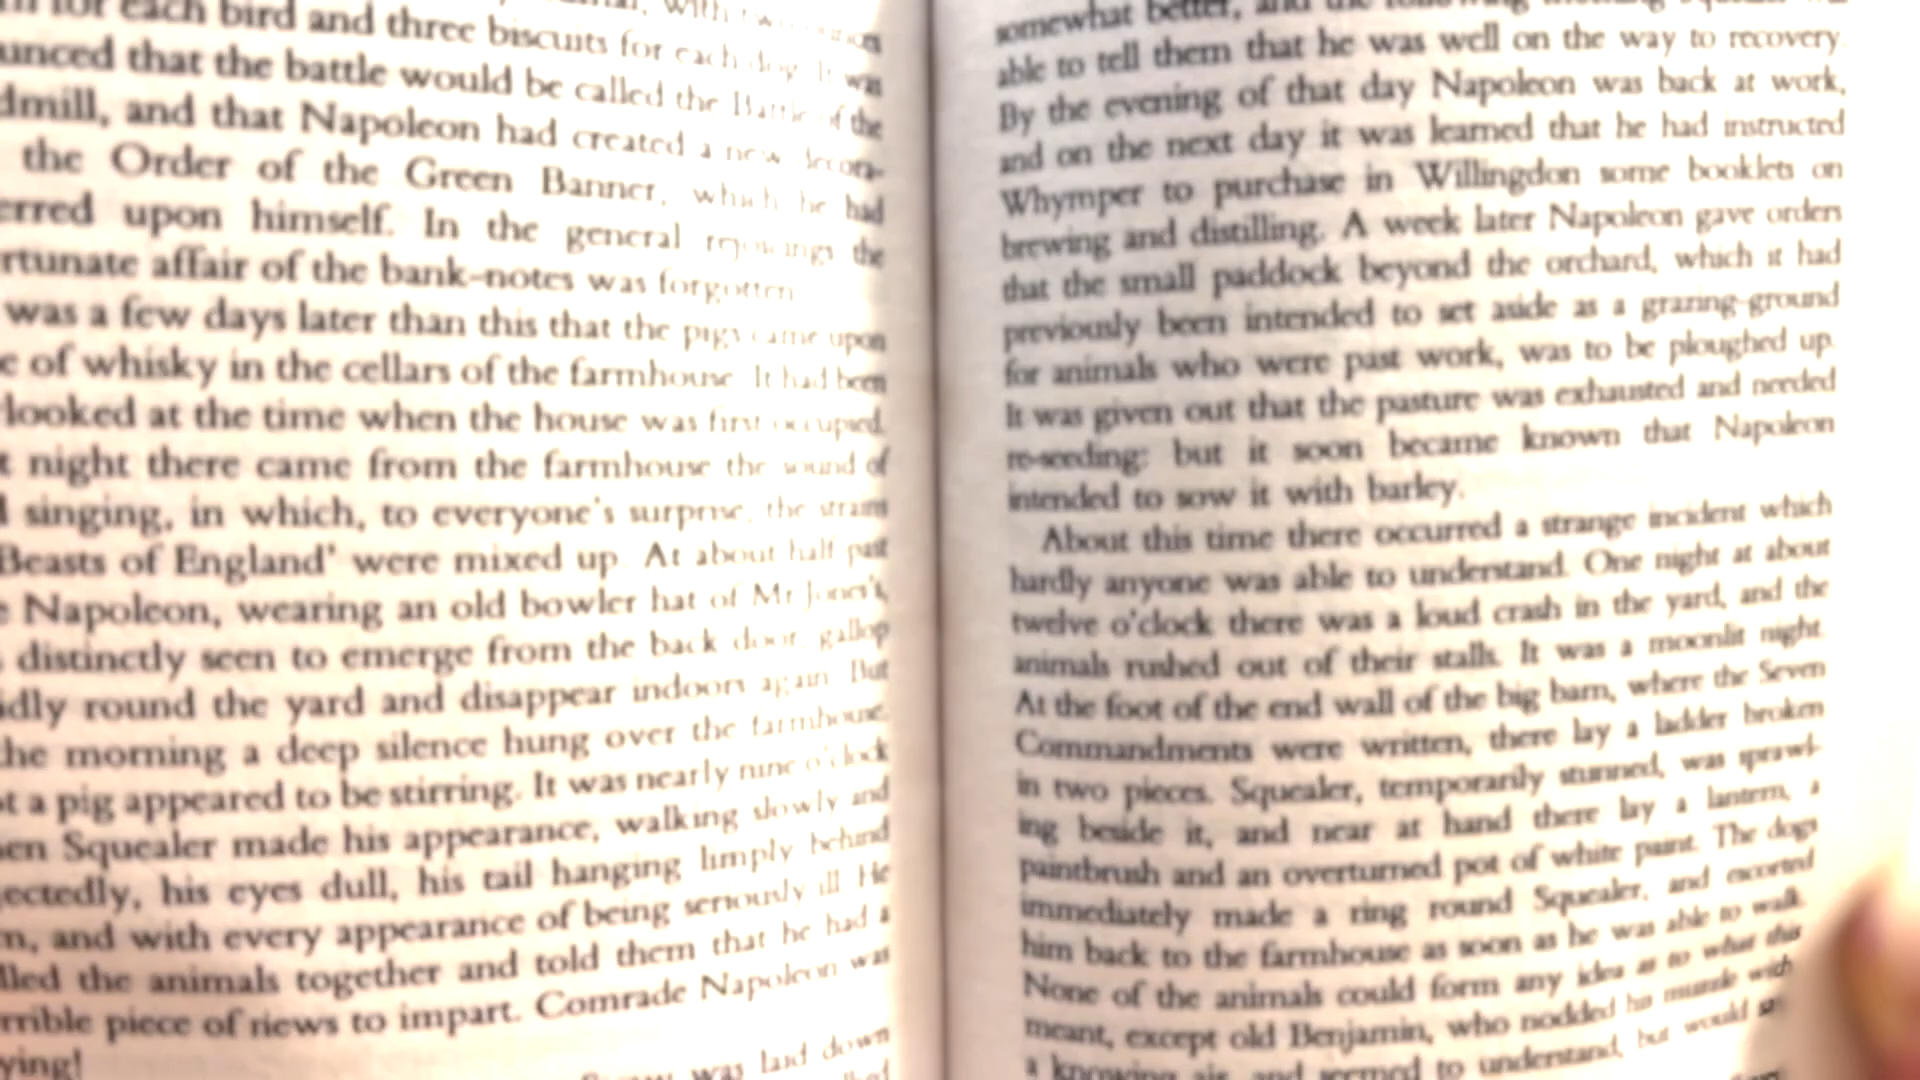 for each bird and three biscuits for each dog. It was
unced that the battle would be called the Battle of the
dmill, and that Napoleon had created a new decora-
the Order of the Green Banner, which he had
erred upon himself. In the general rejoicings the
rtunate affair of the bank-notes was forgotten.
was a few days later than this that the pigs came upon
e of whisky in the cellars of the farmhouse. It had been
looked at the time when the house was first occupied.
t night there came from the farmhouse the sound of
singing, in which, to everyone's surprise, the strains
Beasts of England' were mixed up. At about half past
e Napoleon, wearing an old bowler hat of Mr Jones's,
distinctly seen to emerge from the back door, gallop
idly round the yard and disappear indoors again. But
he morning a deep silence hung over the farmhouse.
t a pig appeared to be stirring. It was nearly nine o'clock
en Squealer made his appearance, walking slowly and
ectedly, his eyes dull, his tail hanging limply behind
m, and with every appearance of being seriously ill. He
lled the animals together and told them that he had a
rrible piece of news to impart. Comrade Napoleon was
ying!
was laid down
somewhat better, and the following
able to tell them that he was well on the way to recovery.
By the evening of that day Napoleon was back at work,
and on the next day it was learned that he had instructed
Whymper to purchase in Willingdon some booklets on
brewing and distilling. A week later Napoleon gave orders
that the small paddock beyond the orchard, which it had
previously been intended to set aside as a grazing-ground
for animals who were past work, was to be ploughed up.
It was given out that the pasture was exhausted and needed
re-seeding: but it soon became known that Napoleon
intended to sow it with barley.
About this time there occurred a strange incident which
hardly anyone was able to understand. One night at about
twelve o'clock there was a loud crash in the yard, and the
animals rushed out of their stalls. It was a moonlit night.
At the foot of the end wall of the big barn, where the Seven
Commandments were written, there lay a ladder broken
in two pieces. Squealer, temporarily stunned, was sprawl-
ing beside it, and near at hand there lay a lantern, a
paintbrush and an overturned pot of white paint. The dogs
immediately made a ring round Squealer, and escorted
him back to the farmhouse as soon as he was able to walk.
None of the animals could form any idea as to what this
meant, except old Benjamin, who nodded his muzzle with
a knowing air, and seemed to understand, but would say